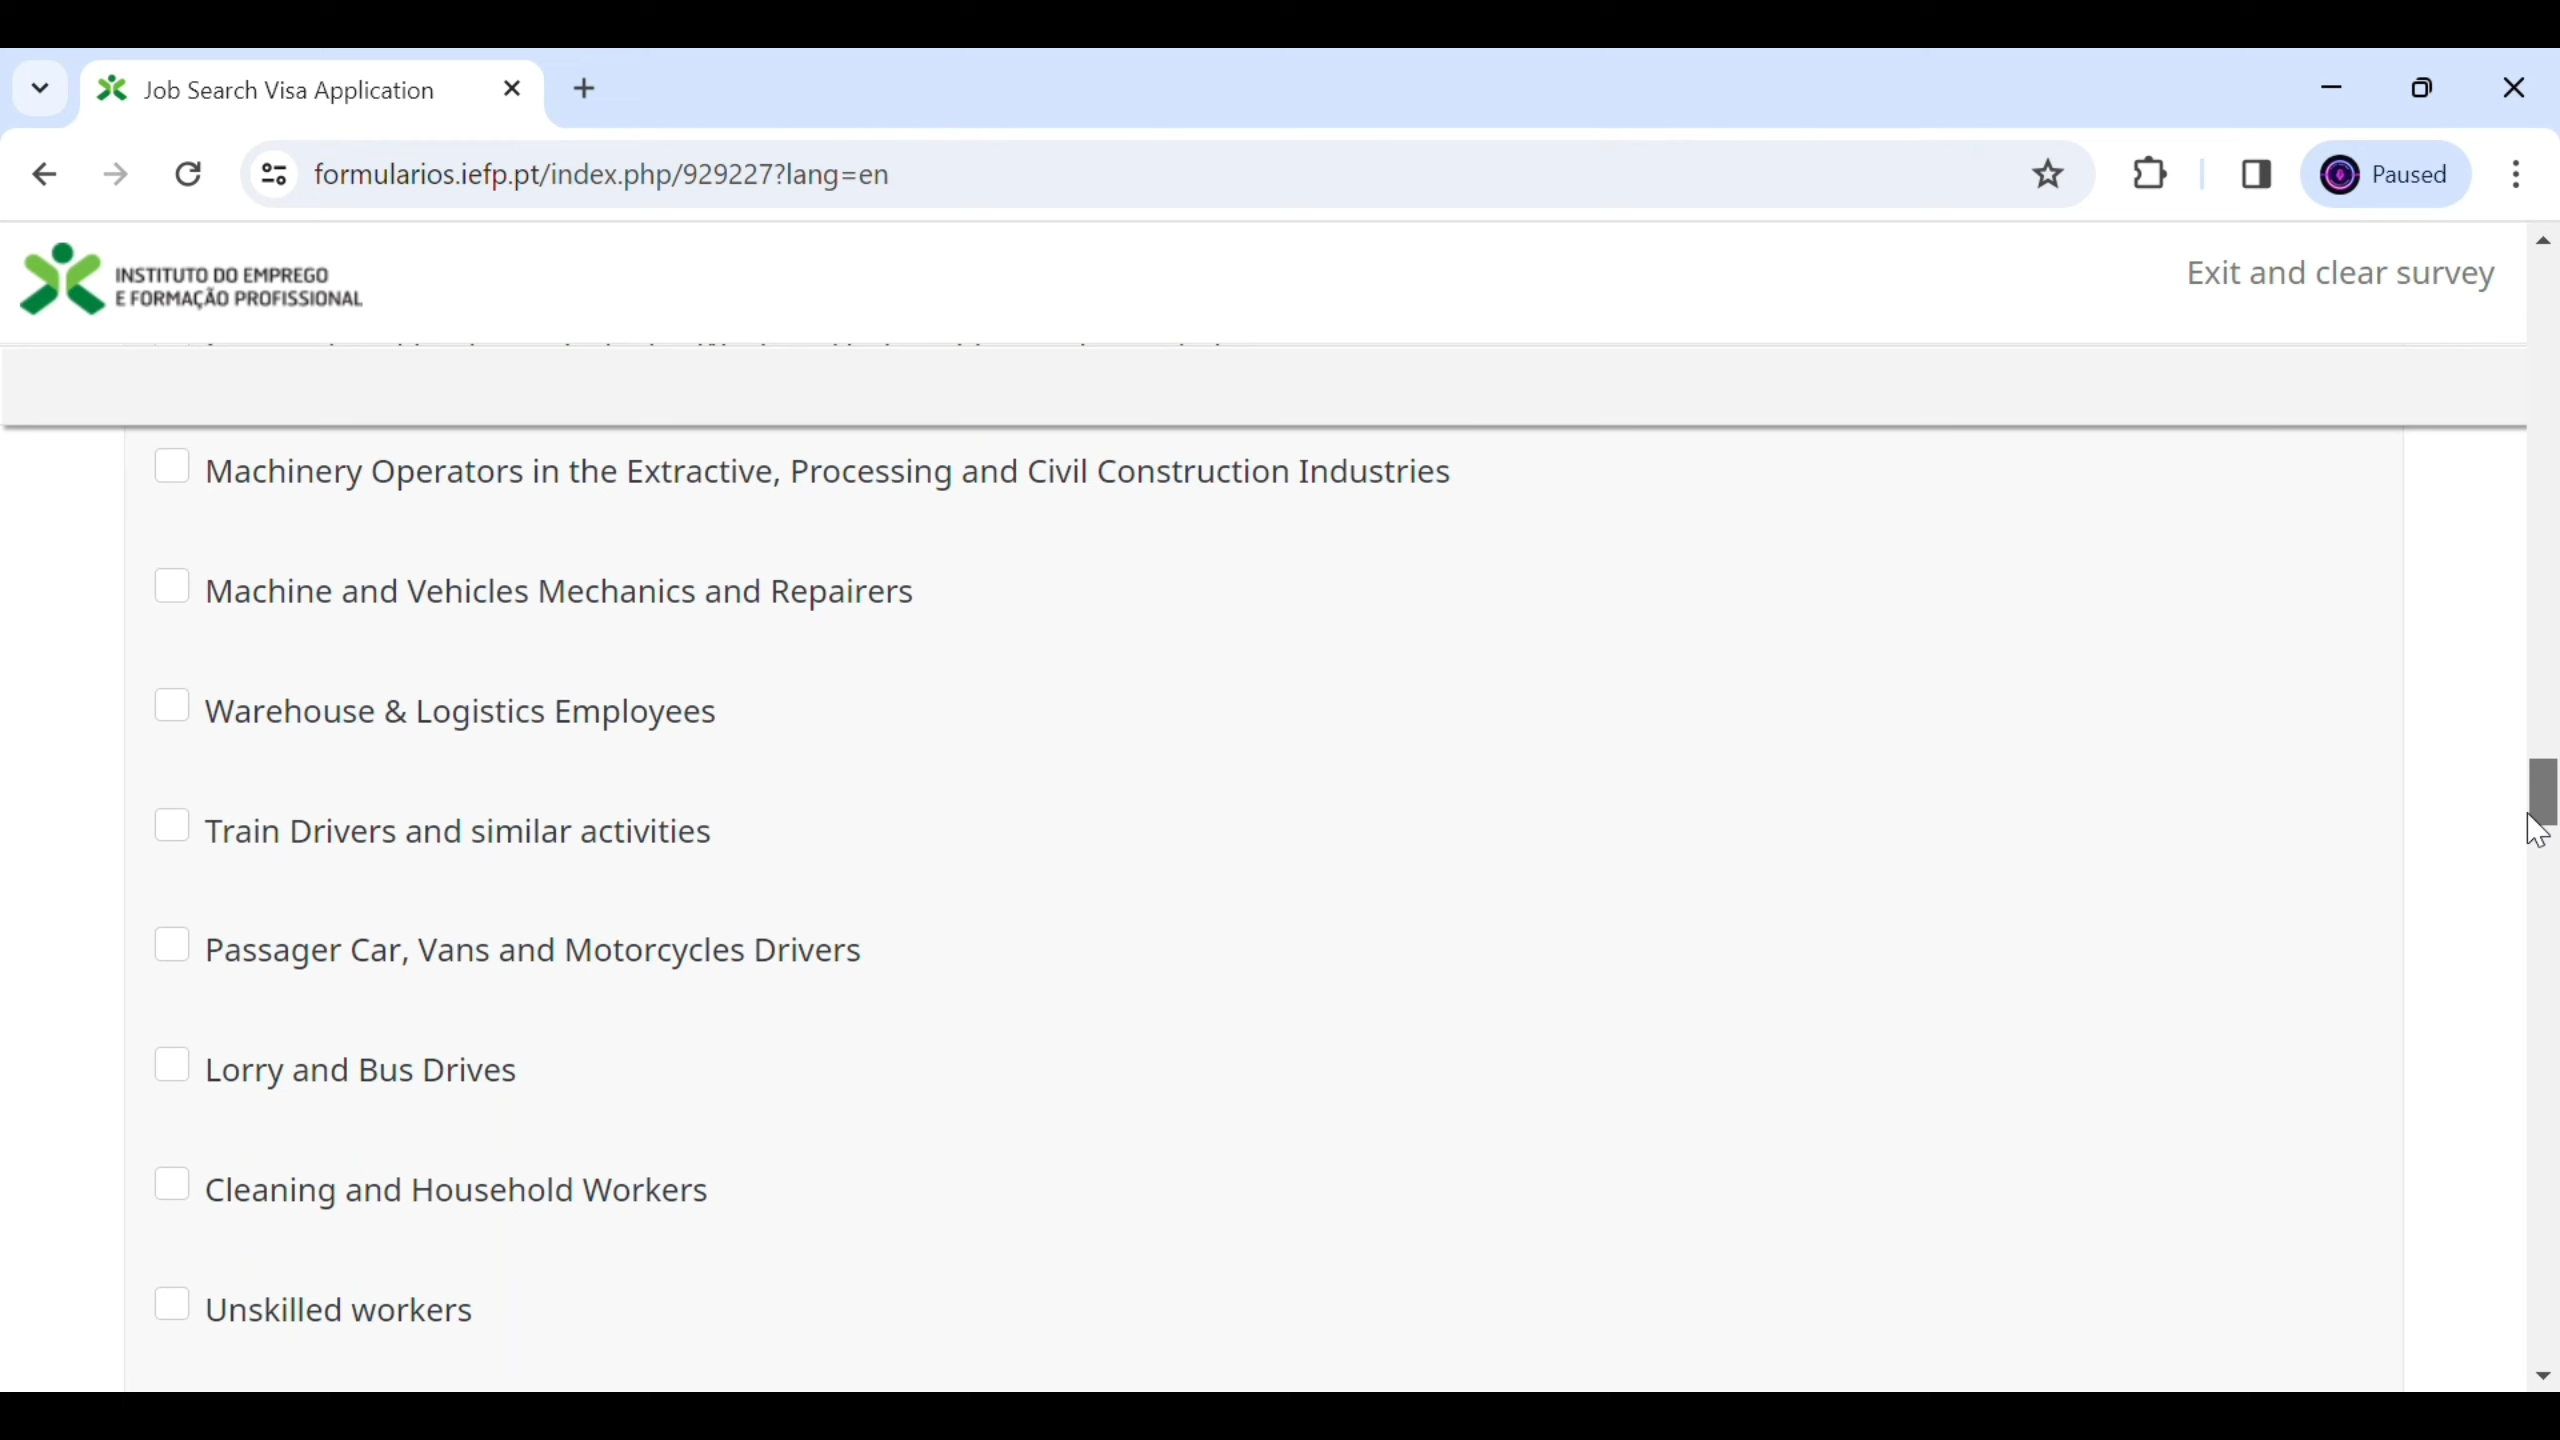 Job Search Visa Application
formularios.iefp.pt/index.php/929227?lang=en
Paused
INSTITUTO DO EMPREGO
E FORMAÇÃO PROFISSIONAL
Exit and clear survey
Machinery Operators in the Extractive, Processing and Civil Construction Industries
Machine and Vehicles Mechanics and Repairers
Warehouse & Logistics Employees
Train Drivers and similar activities
Passager Car, Vans and Motorcycles Drivers
Lorry and Bus Drives
Cleaning and Household Workers
Unskilled workers